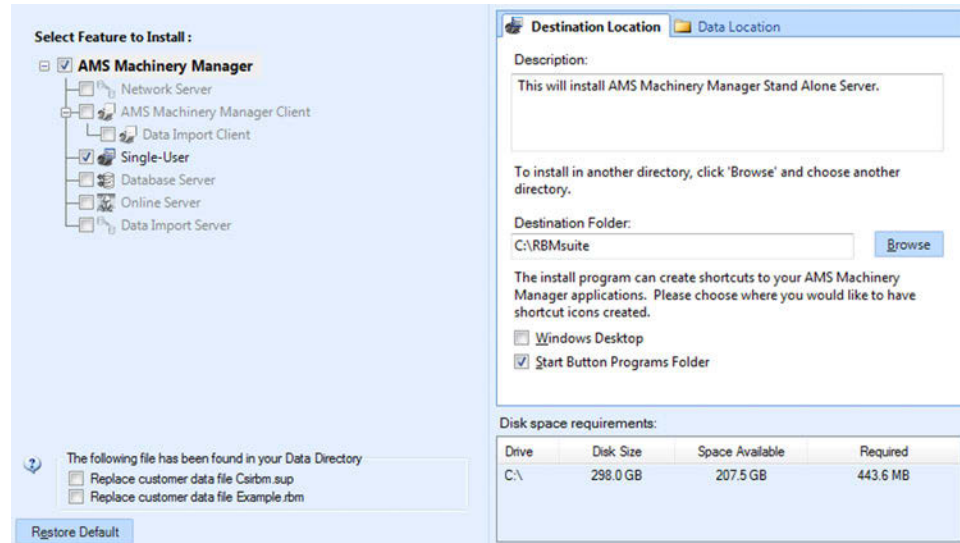 Select Feature to Install :
AMS Machinery Manager
Network Server
AMS Machinery Manager Client
Data Import Client
Single-User
Database Server
Online Server
Data Import Server
The following file has been found in your Data Directory
Replace customer data file Csirbm.sup
Replace customer data file Example.rbm
Restore Default
Destination Location Data Location
Description:
This will install AMS Machinery Manager Stand Alone Server.
To install in another directory, click 'Browse' and choose another
directory.
Destination Folder:
C:\RBMsuite Browse
The install program can create shortcuts to your AMS Machinery
Manager applications. Please choose where you would like to have
shortcut icons created.
Windows Desktop
Start Button Programs Folder
Disk space requirements:
Drive Disk Size Space Available Required
C:\ 298.0 GB 207.5 GB 443.6 MB